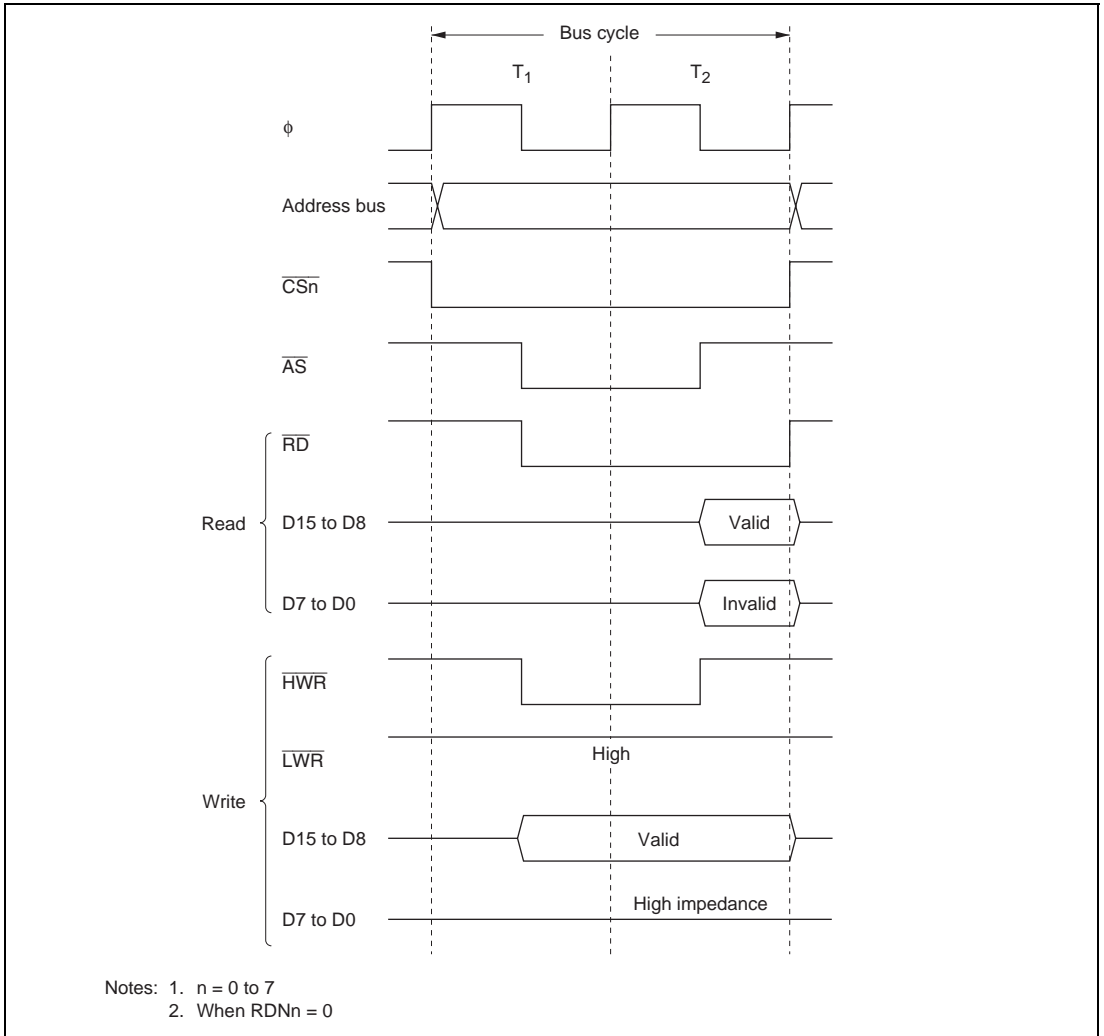 Bus cycle
T1 T2
ϕ
Address bus
CSn
AS
RD
Read D15 to D8 Valid
D7 to D0 Invalid
HWR
LWR High
Write
D15 to D8 Valid
D7 to D0 High impedance
Notes: 1. n = 0 to 7
2. When RDNn = 0